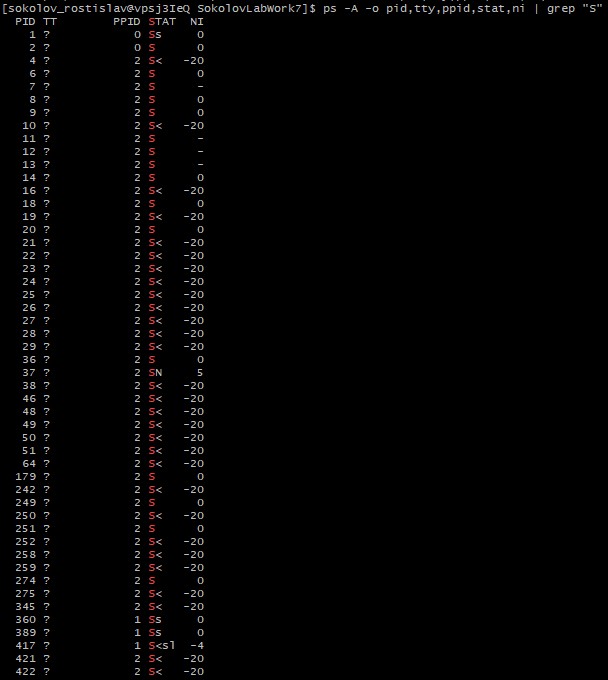 [sokolov_rostislav@vpsj3IeQ SokolovLabWork7]$ ps -A -o pid,tty,ppid,stat,ni | grep "S"
PID TT PPID STAT NI
1 ? 0 Ss 0
2 ? 0 S 0
4 ? 2 S< -20
6 ? 2 S 0
7 ? 2 S -
8 ? 2 S 0
9 ? 2 S 0
10 ? 2 S< -20
11 ? 2 S -
12 ? 2 S -
13 ? 2 S -
14 ? 2 S 0
16 ? 2 S< -20
18 ? 2 S 0
19 ? 2 S< -20
20 ? 2 S 0
21 ? 2 S< -20
22 ? 2 S< -20
23 ? 2 S< -20
24 ? 2 S< -20
25 ? 2 S< -20
26 ? 2 S< -20
27 ? 2 S< -20
28 ? 2 S< -20
29 ? 2 S< -20
36 ? 2 S 0
37 ? 2 SN 5
38 ? 2 S< -20
46 ? 2 S< -20
48 ? 2 S< -20
49 ? 2 S< -20
50 ? 2 S< -20
51 ? 2 S< -20
64 ? 2 S< -20
179 ? 2 S 0
242 ? 2 S< -20
249 ? 2 S 0
250 ? 2 S< -20
251 ? 2 S 0
252 ? 2 S< -20
258 ? 2 S< -20
259 ? 2 S< -20
274 ? 2 S 0
275 ? 2 S< -20
345 ? 2 S< -20
360 ? 1 Ss 0
389 ? 1 Ss 0
417 ? 1 S<sl -4
421 ? 2 S< -20
422 ? 2 S< -20